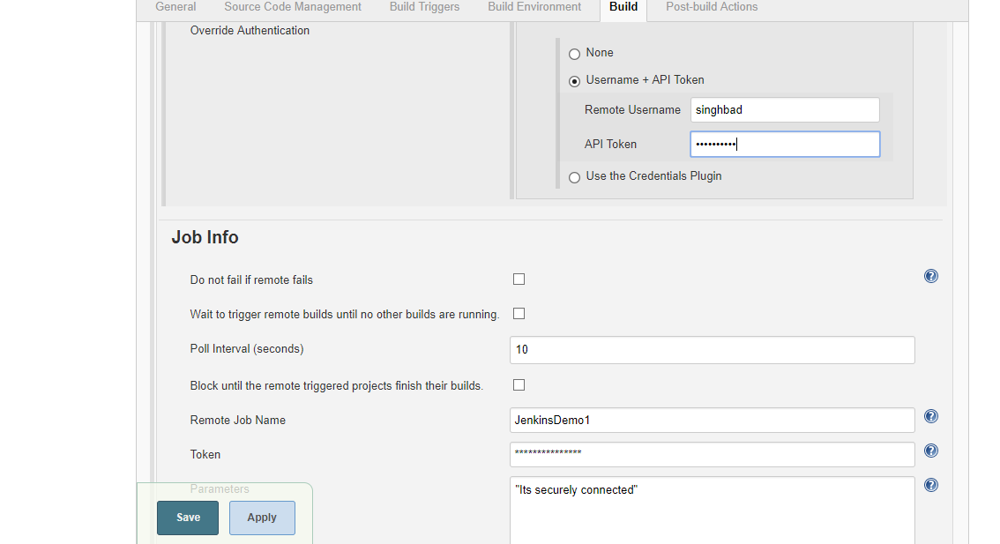 General Source Code Management Build Triggers Build Environment Build Post-build Actions
Override Authentication
None
Username + API Token
Remote Username singhbad
API Token ••••••••••
Use the Credentials Plugin
Job Info
Do not fail if remote fails
Wait to trigger remote builds until no other builds are running.
Poll Interval (seconds) 10
Block until the remote triggered projects finish their builds.
Remote Job Name JenkinsDemo1
Token ***************
Parameters "Its securely connected"
Save Apply